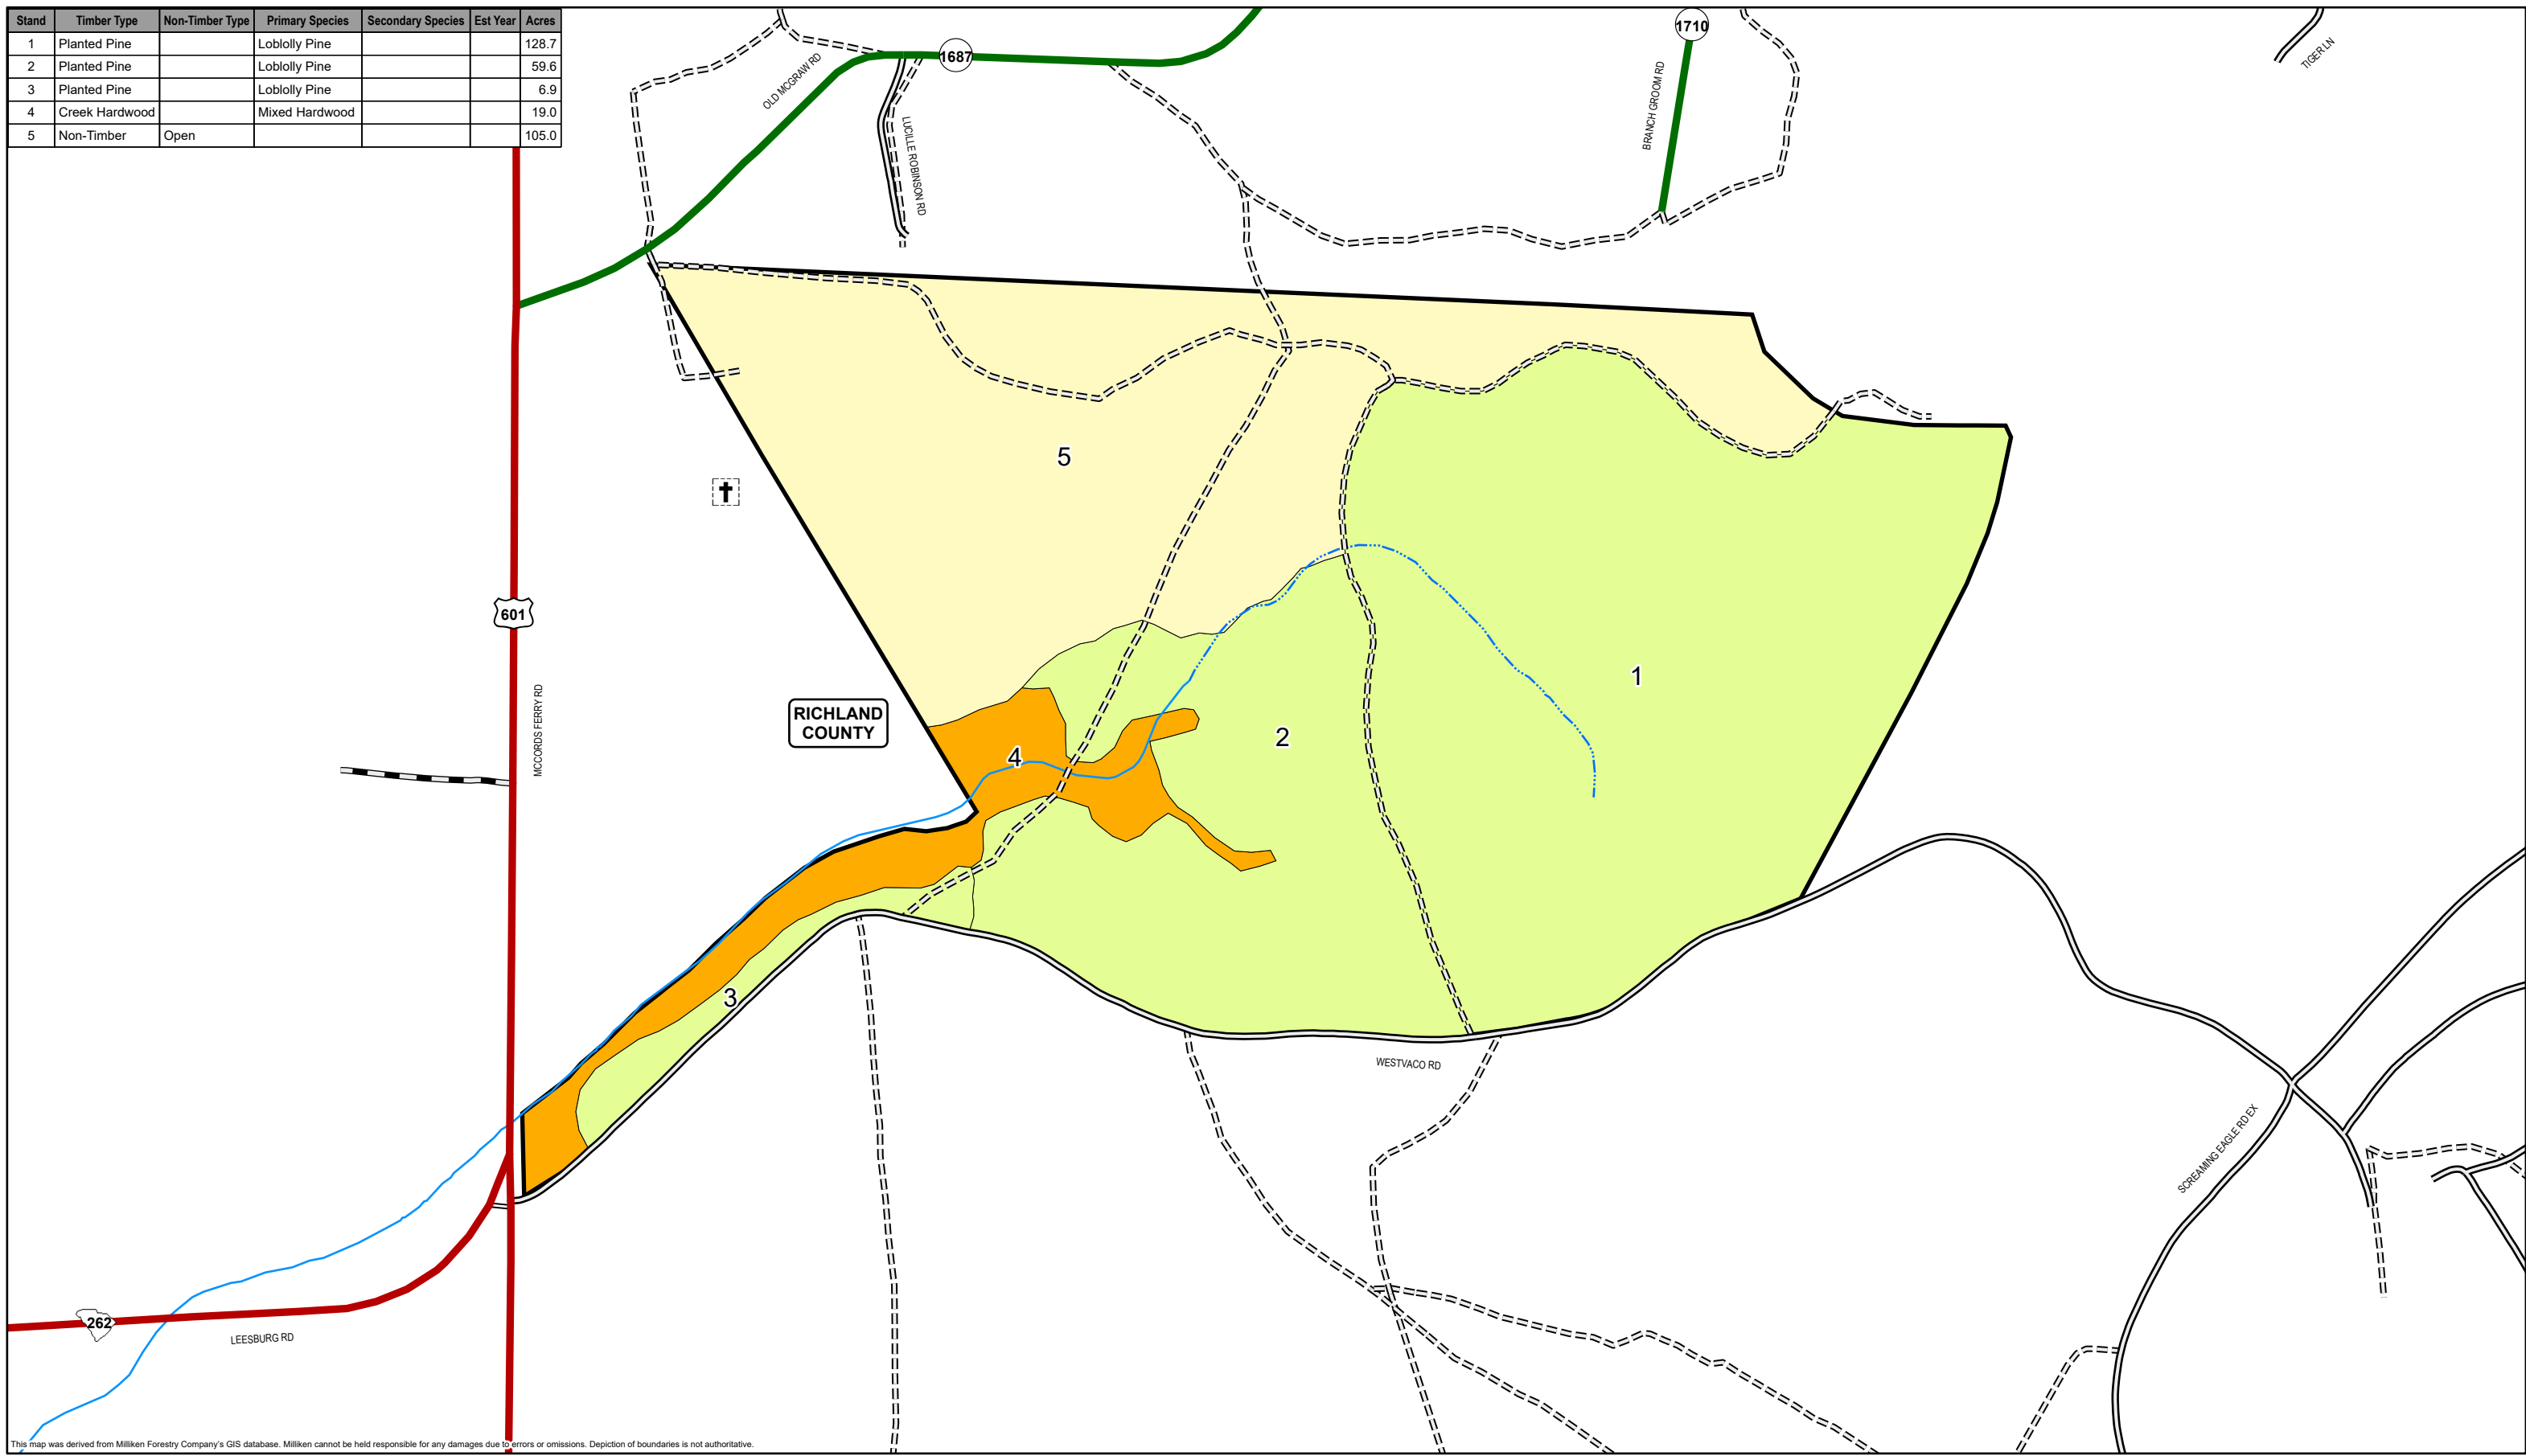 Stand Timber Type Non-Timber Type Primary Species Secondary Species Est Year Acres
1 Planted Pine Loblolly Pine 128.7
2 Planted Pine Loblolly Pine 59.6
3 Planted Pine Loblolly Pine 6.9
4 Creek Hardwood Mixed Hardwood 19.0
5 Non-Timber Open 105.0
1687
1710
OLD MCGRAW RD
LUCILLE ROBINSON RD
BRANCH GROOM RD
TIGER LN
5
601
MCCORDS FERRY RD
RICHLAND
COUNTY
1
2
4
3
WESTVACO RD
SCREAMING EAGLE RD EX
262
LEESBURG RD
This map was derived from Milliken Forestry Company's GIS database. Milliken cannot be held responsible for any damages due to errors or omissions. Depiction of boundaries is not authoritative.